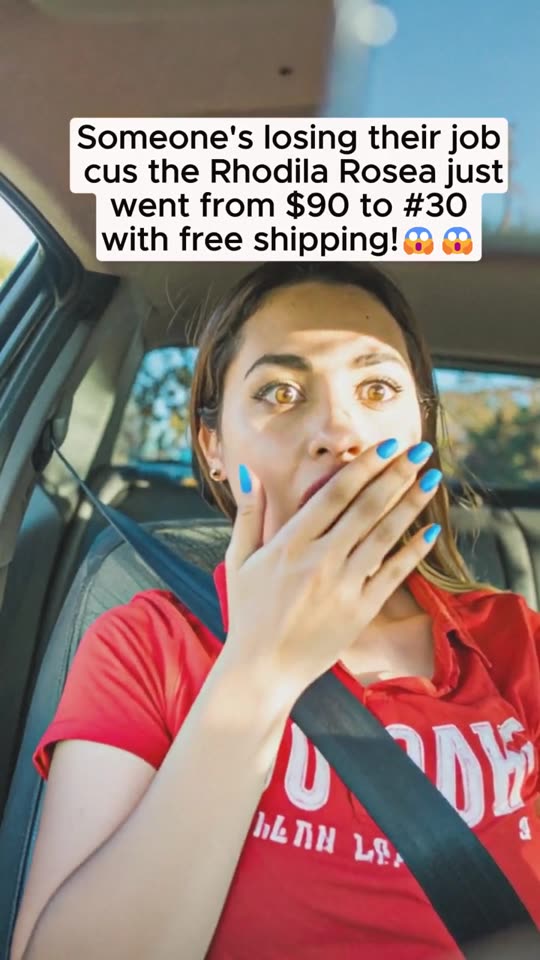 Someone's losing their job
cus the Rhodila Rosea just
went from $90 to #30
with free shipping!😱😱